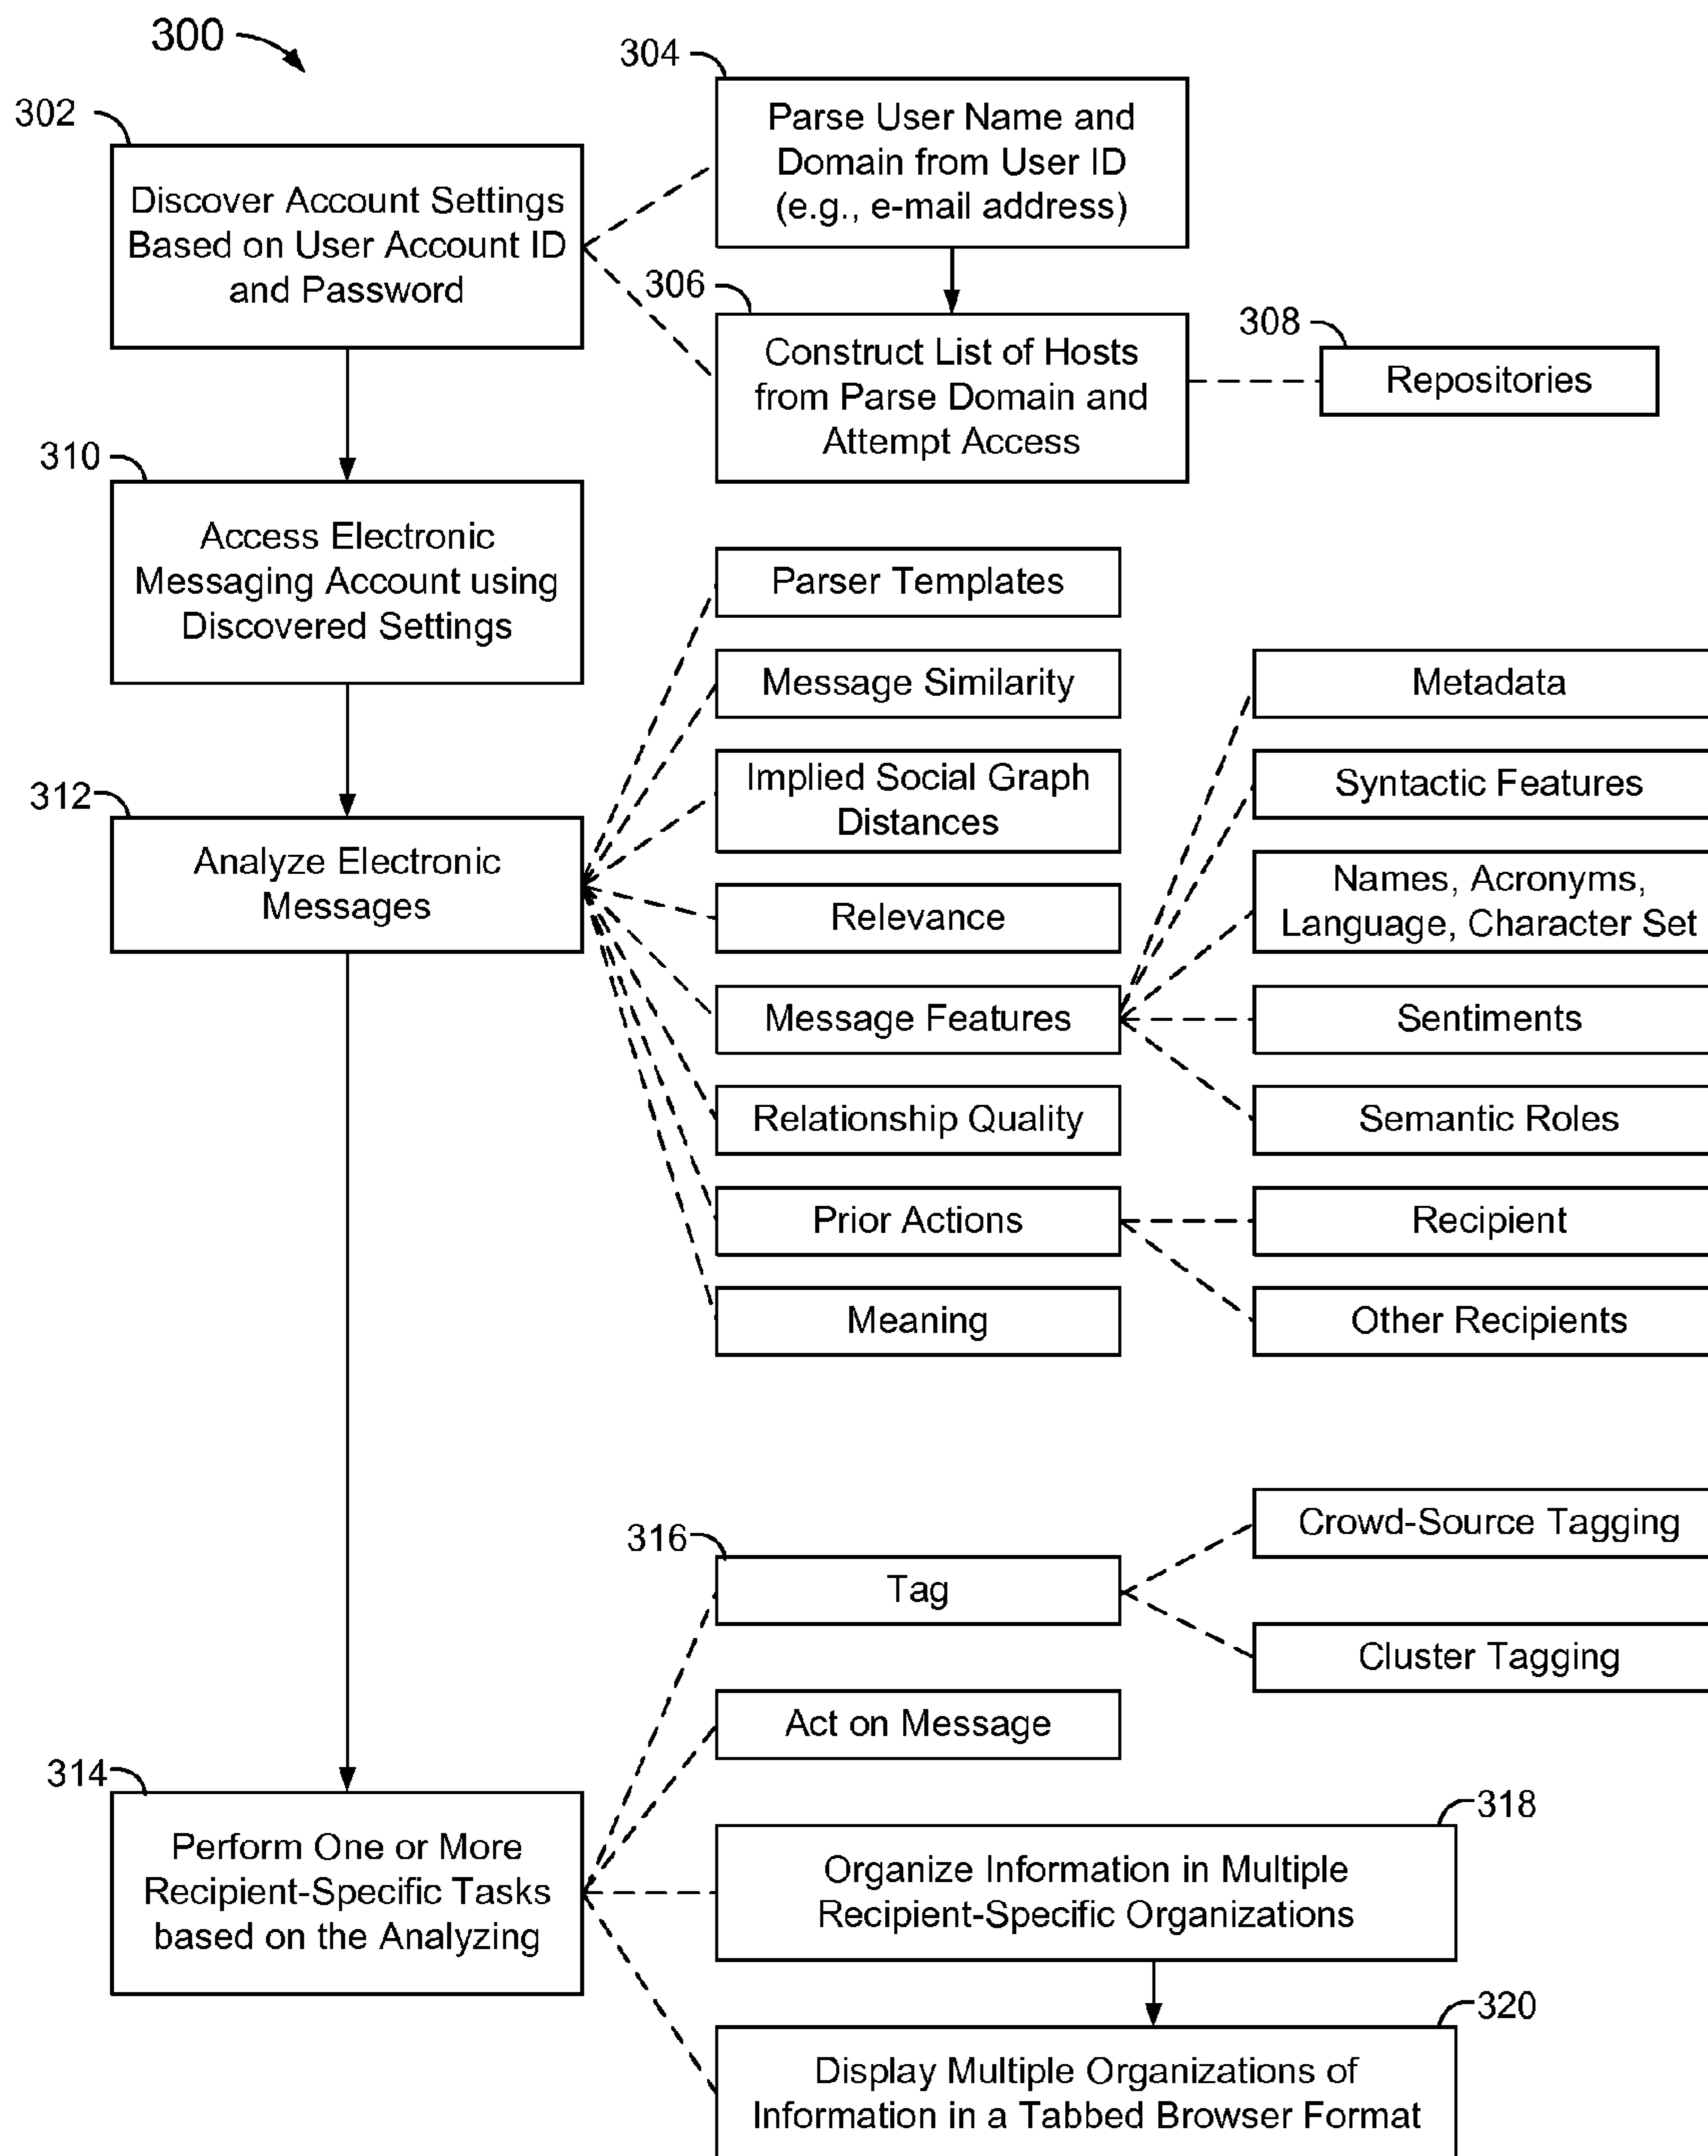 300
302
Discover Account Settings
Based on User Account ID
and Password
304
Parse User Name and
Domain from User ID
(e.g., e-mail address)
306
Construct List of Hosts
from Parse Domain and
Attempt Access
308
Repositories
310
Access Electronic
Messaging Account using
Discovered Settings
312
Analyze Electronic
Messages
Parser Templates
Message Similarity
Implied Social Graph
Distances
Relevance
Message Features
Relationship Quality
Prior Actions
Meaning
Metadata
Syntactic Features
Names, Acronyms,
Language, Character Set
Sentiments
Semantic Roles
Recipient
Other Recipients
314
Perform One or More
Recipient-Specific Tasks
based on the Analyzing
316
Tag
Crowd-Source Tagging
Cluster Tagging
Act on Message
318
Organize Information in Multiple
Recipient-Specific Organizations
320
Display Multiple Organizations of
Information in a Tabbed Browser Format